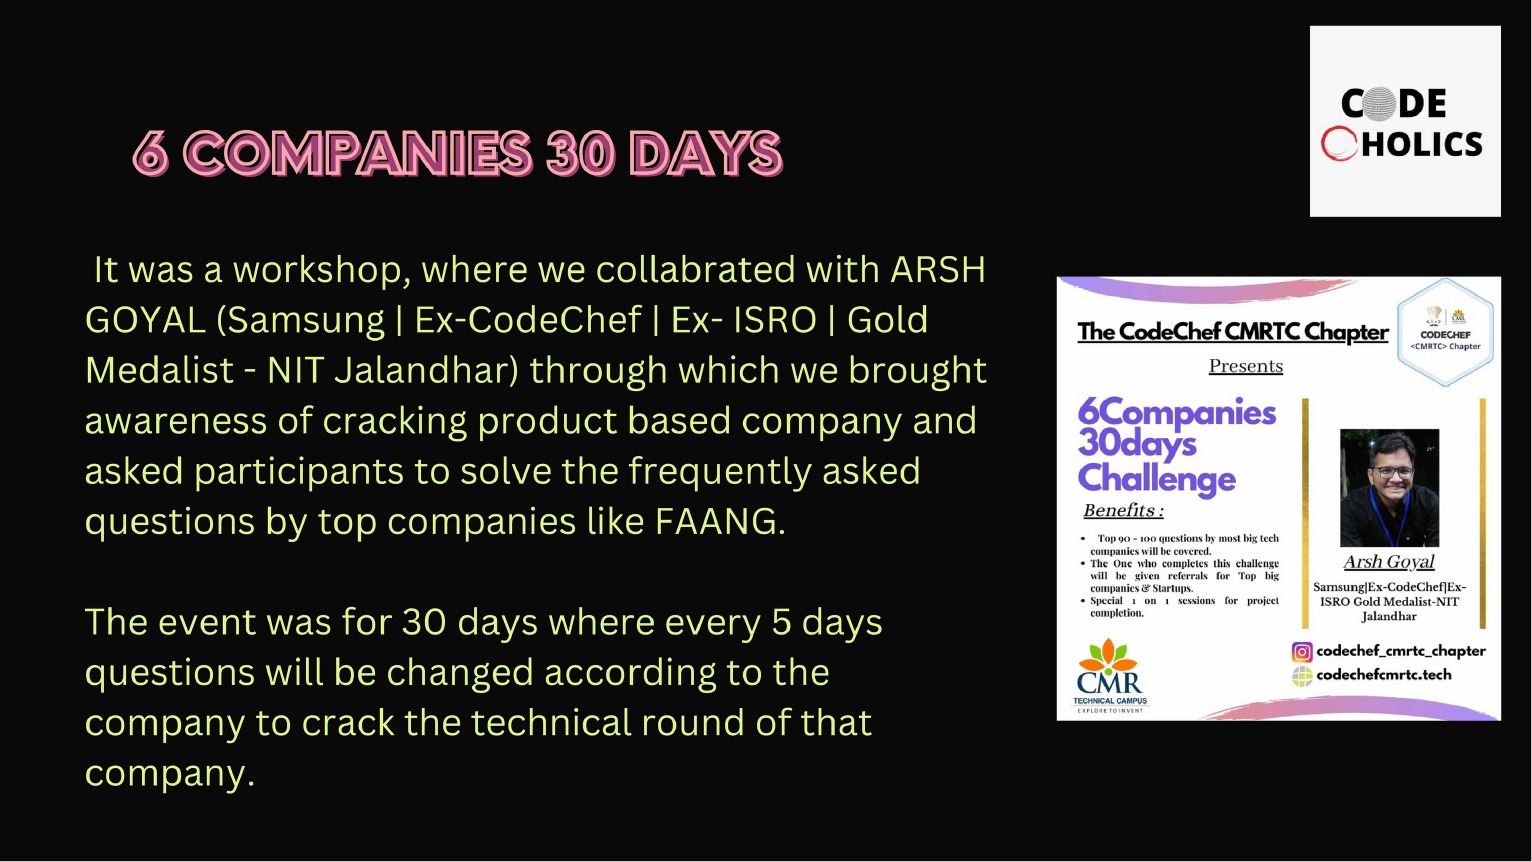 6 COMPANIES 30 DAYS
It was a workshop, where we collabrated with ARSH
GOYAL (Samsung | Ex-CodeChef | Ex- ISRO | Gold
Medalist - NIT Jalandhar) through which we brought
awareness of cracking product based company and
asked participants to solve the frequently asked
questions by top companies like FAANG.
The event was for 30 days where every 5 days
questions will be changed according to the
company to crack the technical round of that
company.
CODE
CHOLICS
The CodeChef CMRTC Chapter
Presents
CODECHEF
<CMRTC> Chapter
6Companies
30days
Challenge
Benefits :
• Top 90 - 100 questions by most big tech
companies will be covered.
• The One who completes this challenge
will be given referrals for Top big
companies & Startups.
• Special 1 on 1 sessions for project
completion.
Arsh Goyal
Samsung|Ex-CodeChef|Ex-
ISRO Gold Medalist-NIT
Jalandhar
codechef_cmrtc_chapter
codechefcmrtc.tech
CMR
TECHNICAL CAMPUS
EXPLORE TO INVENT